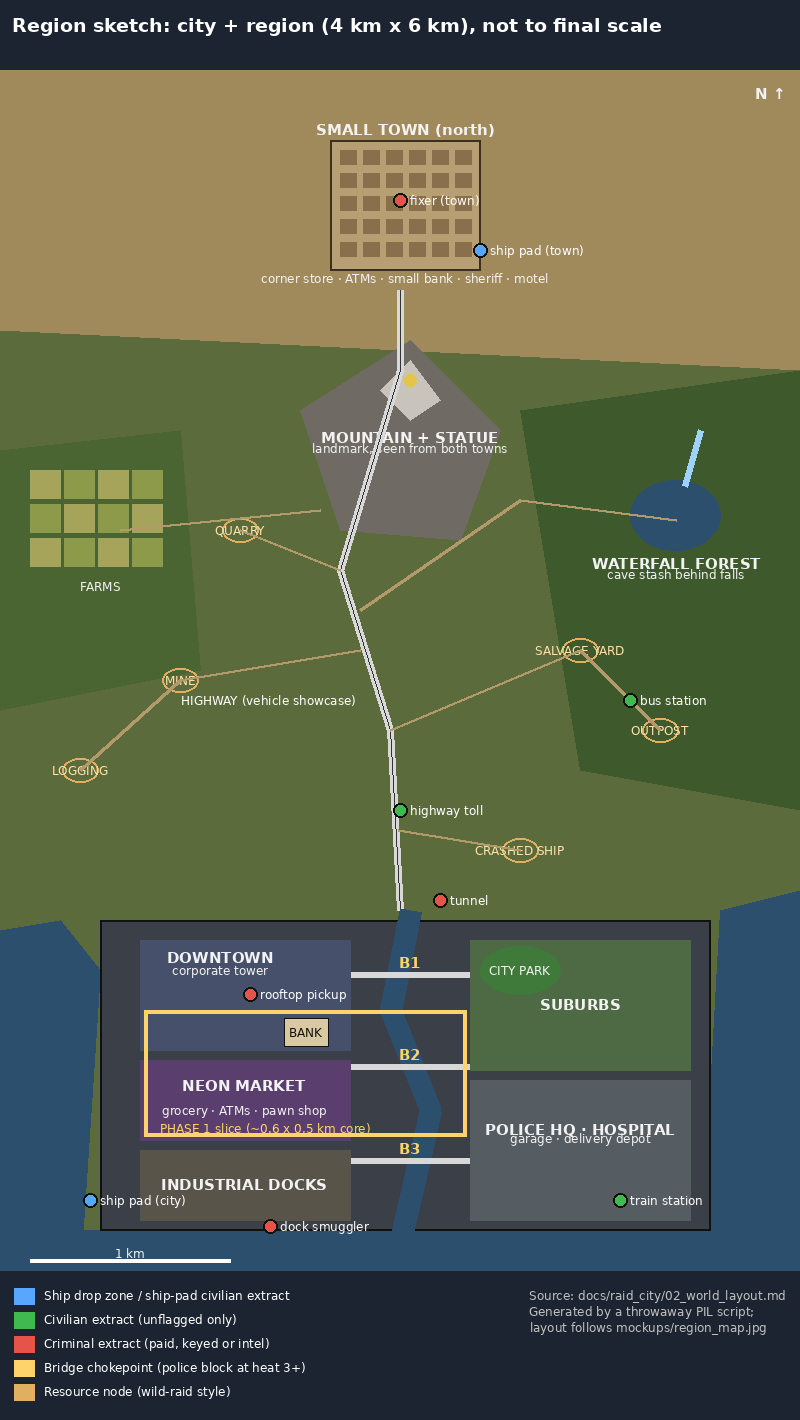 Region sketch: city + region (4 km x 6 km), not to final scale
N ↑
SMALL TOWN (north)
fixer (town)
ship pad (town)
corner store · ATMs · small bank · sheriff · motel
MOUNTAIN + STATUE
landmark, seen from both towns
QUARRY
FARMS
WATERFALL FOREST
cave stash behind falls
SALVAGE YARD
MINE
HIGHWAY (vehicle showcase)
bus station
OUTPOST
LOGGING
highway toll
CRASHED SHIP
tunnel
DOWNTOWN
corporate tower
B1
CITY PARK
rooftop pickup
SUBURBS
BANK
B2
NEON MARKET
grocery · ATMs · pawn shop
PHASE 1 slice (~0.6 x 0.5 km core)
POLICE HQ · HOSPITAL
garage · delivery depot
B3
INDUSTRIAL DOCKS
ship pad (city)
train station
dock smuggler
1 km
Ship drop zone / ship-pad civilian extract
Civilian extract (unflagged only)
Criminal extract (paid, keyed or intel)
Bridge chokepoint (police block at heat 3+)
Resource node (wild-raid style)
Source: docs/raid_city/02_world_layout.md
Generated by a throwaway PIL script;
layout follows mockups/region_map.jpg